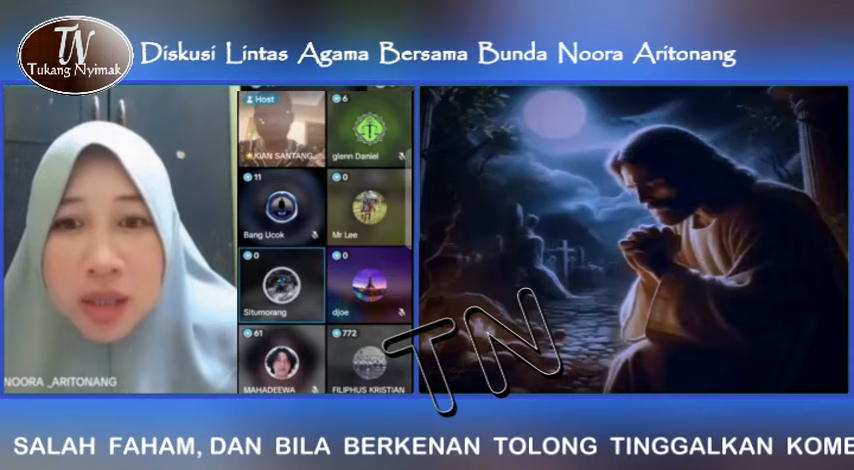 TN
Tukang Nyimak
Diskusi Lintas Agama Bersama Bunda Noora Aritonang
Host
KIAN SANTANG
6
glenn Daniel
11
Bang Ucok
0
Mr Lee
0
Situmorang
0
djoe
61
MAHADEEWA
772
FILIPHUS KRISTIAN
NOORA _ARITONANG
TN
SALAH FAHAM, DAN BILA BERKENAN TOLONG TINGGALKAN KOME